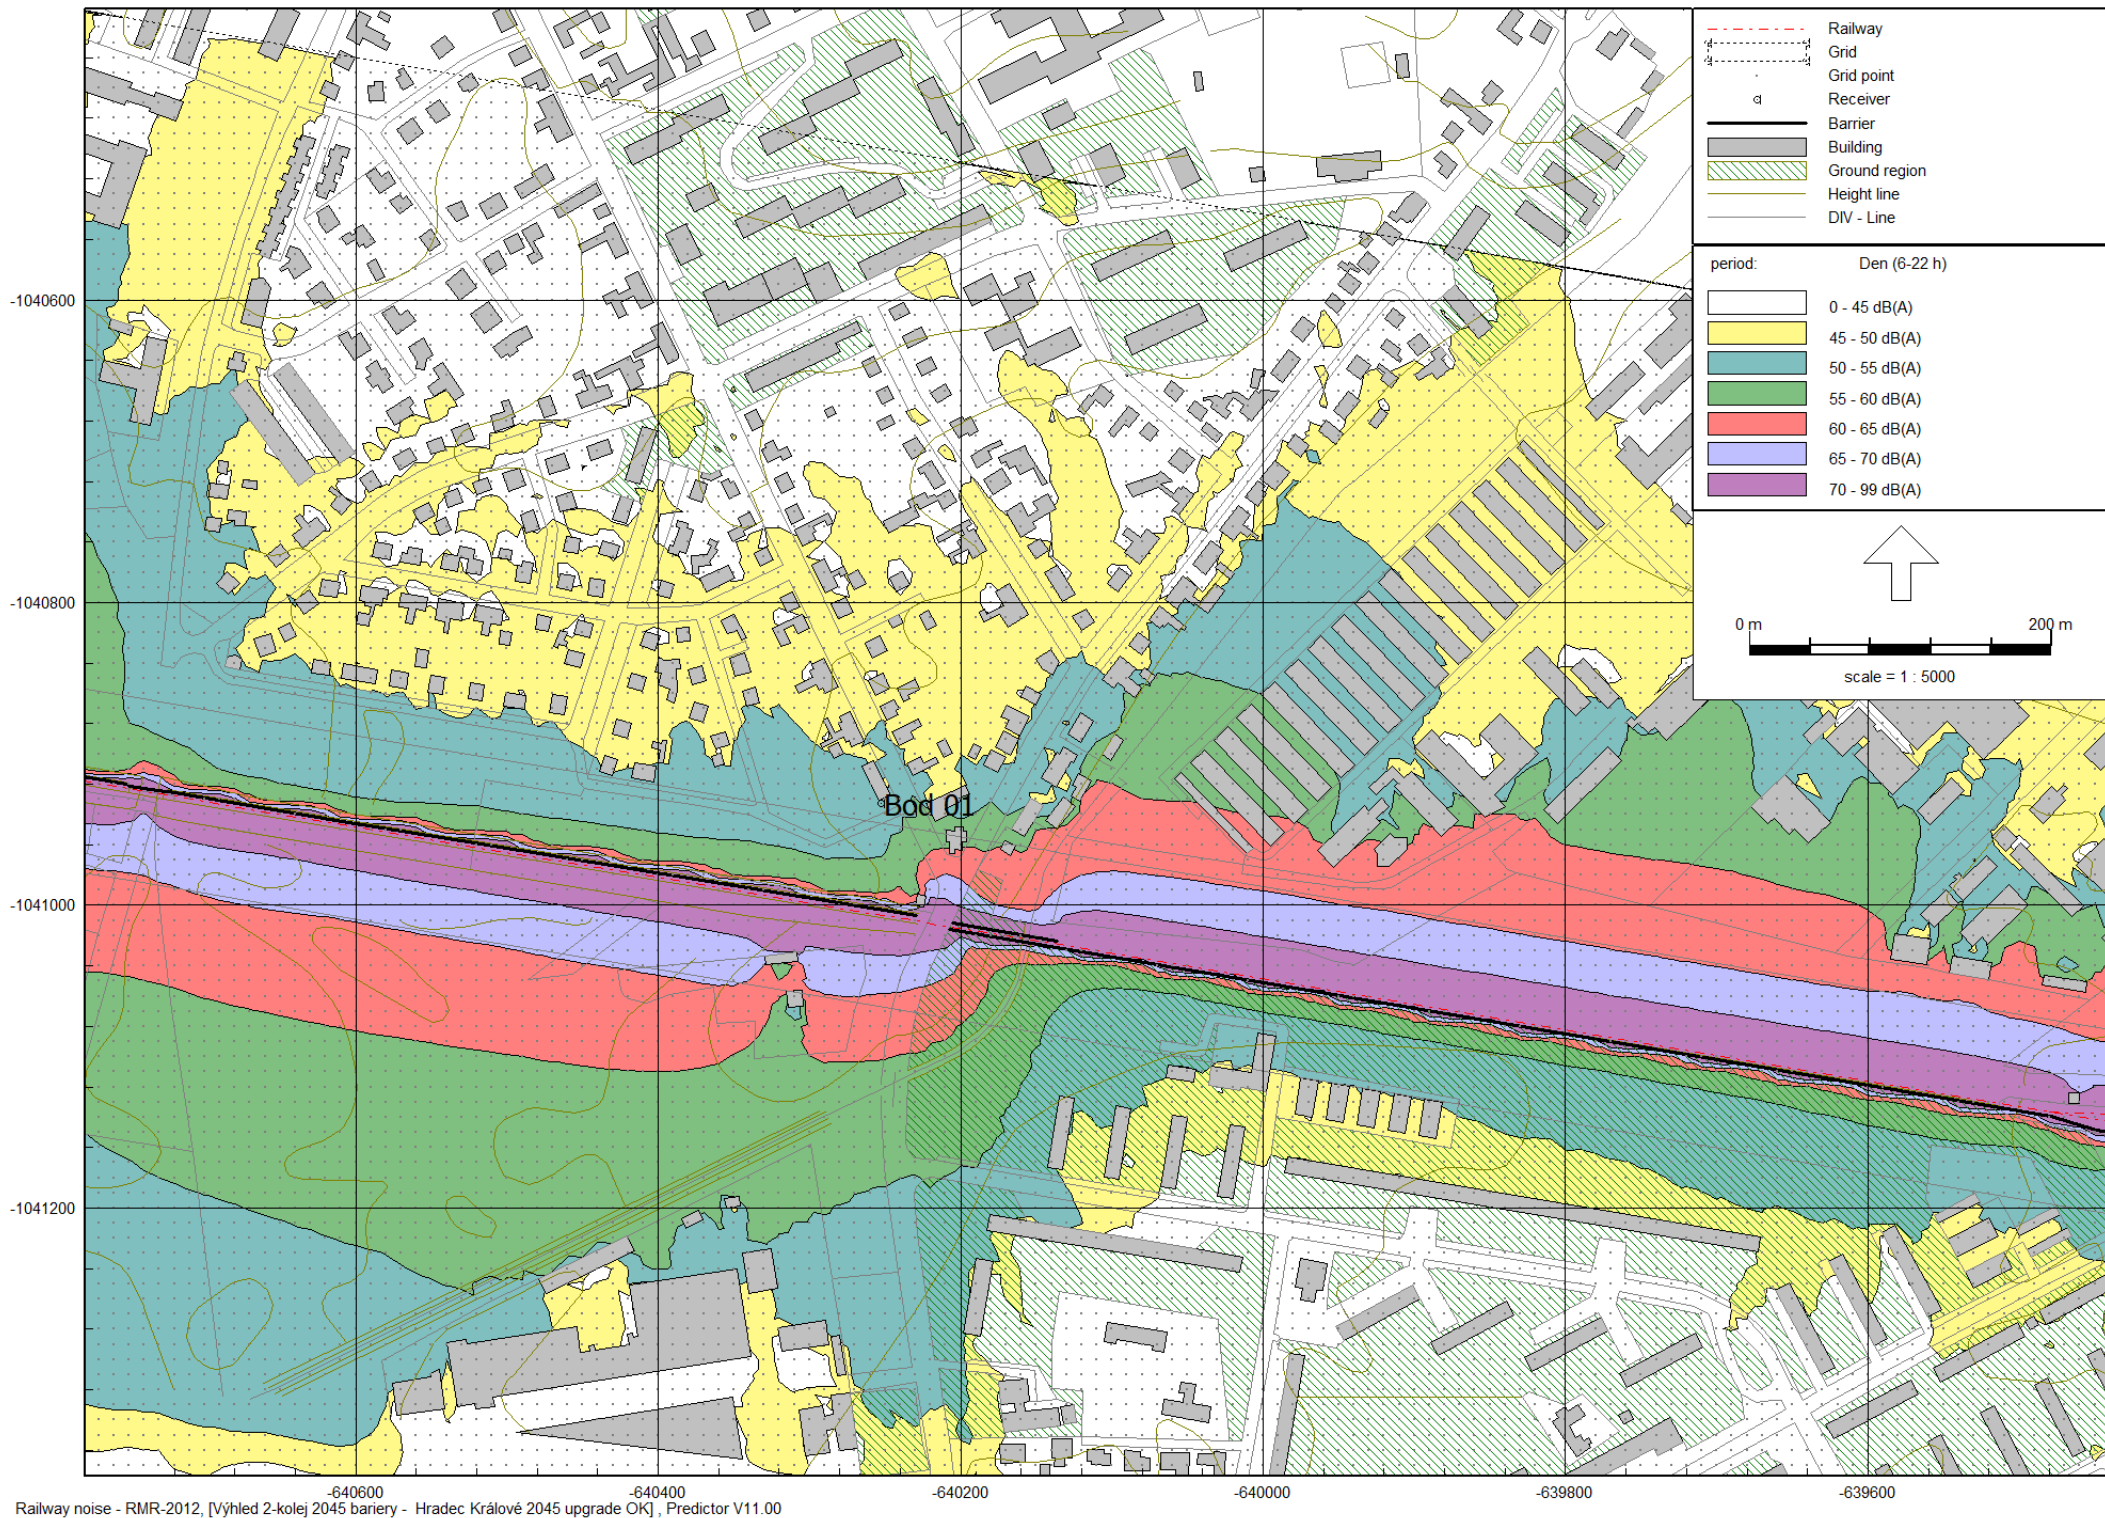 Railway
Grid
Grid point
Receiver
Barrier
Building
Ground region
Height line
DIV - Line
period: Den (6-22 h)
0 - 45 dB(A)
45 - 50 dB(A)
50 - 55 dB(A)
55 - 60 dB(A)
60 - 65 dB(A)
65 - 70 dB(A)
70 - 99 dB(A)
0 m 200 m
scale = 1 : 5000
-1040600
-1040800
-1041000
-1041200
Bod 01
-640600 -640400 -640200 -640000 -639800 -639600
Railway noise - RMR-2012, [Výhled 2-kolej 2045 bariery - Hradec Králové 2045 upgrade OK] , Predictor V11.00